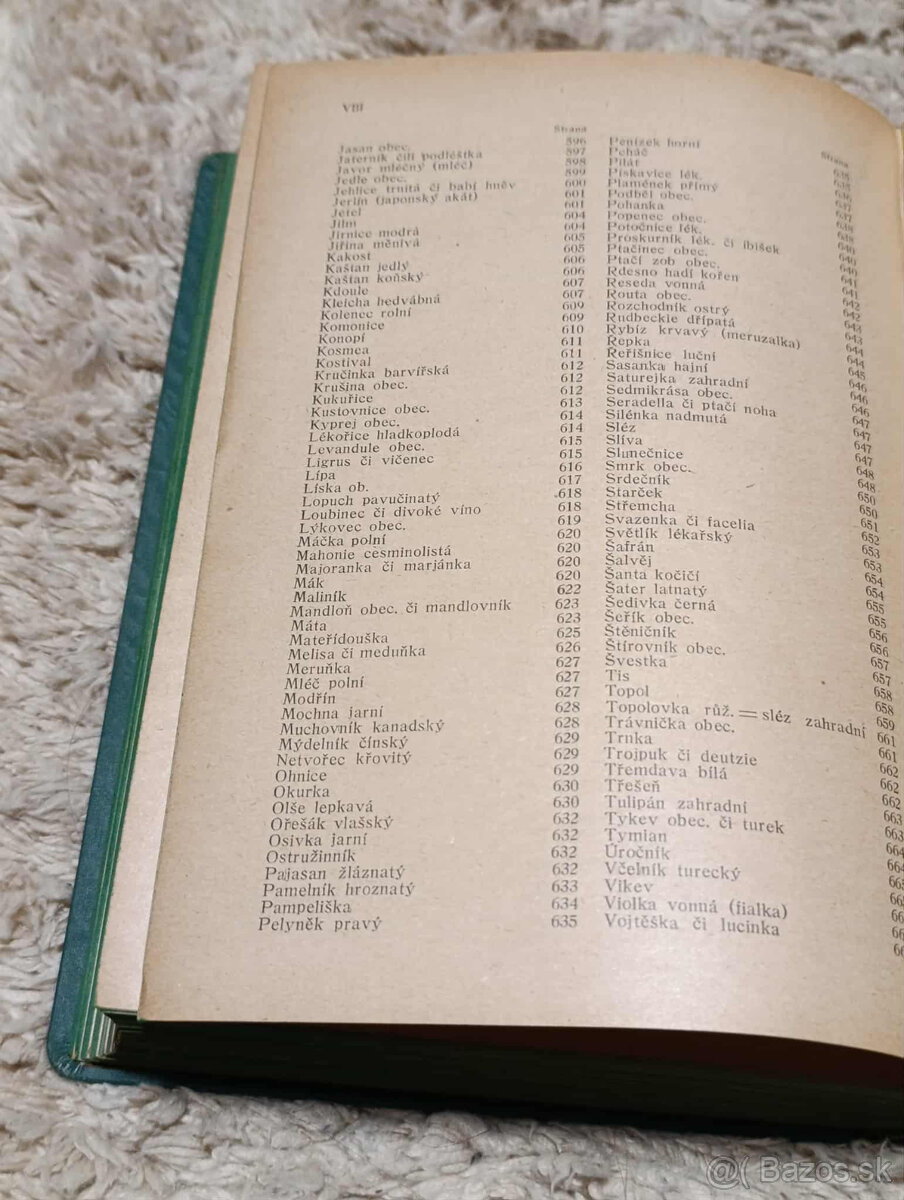 VIII
Strana
Jasan obec. 596
Jaterník čili podléštka 597
Javor mléčný (mléč) 598
Jedle obec. 599
Jehlice trnitá či babí hněv 600
Jerlín (japonský akát) 601
Jetel 601
Jilm 604
Jirnice modrá 604
Jiřina měnivá 605
Kakost 605
Kaštan jedlý 606
Kaštan koňský 606
Kdoule 607
Kleicha hedvábná 607
Kolenec rolní 609
Komonice 609
Konopí 610
Kosmea 611
Kostival 611
Kručinka barvířská 612
Krušina obec. 612
Kukuřice 612
Kustovnice obec. 613
Kyprej obec. 614
Lékořice hladkoplodá 614
Levandule obec. 615
Ligrus či vičenec 615
Lípa 616
Líska ob. 617
Lopuch pavučinatý 618
Loubinec či divoké víno 618
Lýkovec obec. 619
Máčka polní 620
Mahonie cesminolistá 620
Majoranka či marjánka 620
Mák 620
Maliník 622
Mandloň obec. či mandlovník 623
Máta 623
Mateřídouška 625
Melisa či meduňka 626
Meruňka 627
Mléč polní 627
Modřín 627
Mochna jarní 628
Muchovník kanadský 628
Mýdelník čínský 629
Netvořec křovitý 629
Ohnice 629
Okurka 630
Olše lepkavá 630
Ořešák vlašský 632
Osivka jarní 632
Ostružinník 632
Pajasan žláznatý 632
Pamelník hroznatý 633
Pampeliška 634
Pelyněk pravý 635
Strana
Penízek horní
Pcháč
Pilát
Pískavice lék.
Plamének přímý
Podběl obec.
Pohanka
Popenec obec.
Potočnice lék.
Proskurník lék. či ibišek
Ptačinec obec.
Ptačí zob obec.
Rdesno hadí kořen
Reseda vonná
Routa obec.
Rozchodník ostrý
Rudbeckie dřípatá
Rybíz krvavý (meruzalka)
Řepka
Řeřišnice luční
Sasanka hajní
Saturejka zahradní
Sedmikrása obec.
Seradella či ptačí noha
Silénka nadmutá
Sléz
Slíva
Slunečnice
Smrk obec.
Srdečník
Starček
Střemcha
Svazenka či facelia
Světlík lékařský
Šafrán
Šalvěj
Šanta kočičí
Šater latnatý
Šedivka černá
Šeřík obec.
Štěničník
Štírovník obec.
Švestka
Tis
Topol
Topolovka růž. = sléz zahradní
Trávnička obec.
Trnka
Trojpuk či deutzie
Třemdava bílá
Třešeň
Tulipán zahradní
Tykev obec. či turek
Tymian
Úročník
Včelník turecký
Vikev
Violka vonná (fialka)
Vojtěška či lucinka
@( Bazos.sk